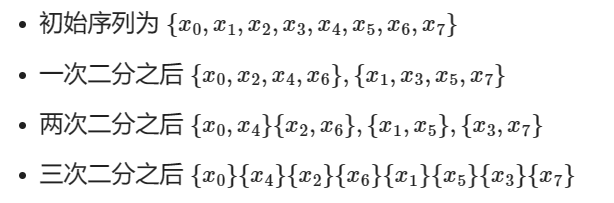 • 初始序列为 {x₀, x₁, x₂, x₃, x₄, x₅, x₆, x₇}
• 一次二分之后 {x₀, x₂, x₄, x₆}, {x₁, x₃, x₅, x₇}
• 两次二分之后 {x₀, x₄}{x₂, x₆}, {x₁, x₅}, {x₃, x₇}
• 三次二分之后 {x₀}{x₄}{x₂}{x₆}{x₁}{x₅}{x₃}{x₇}